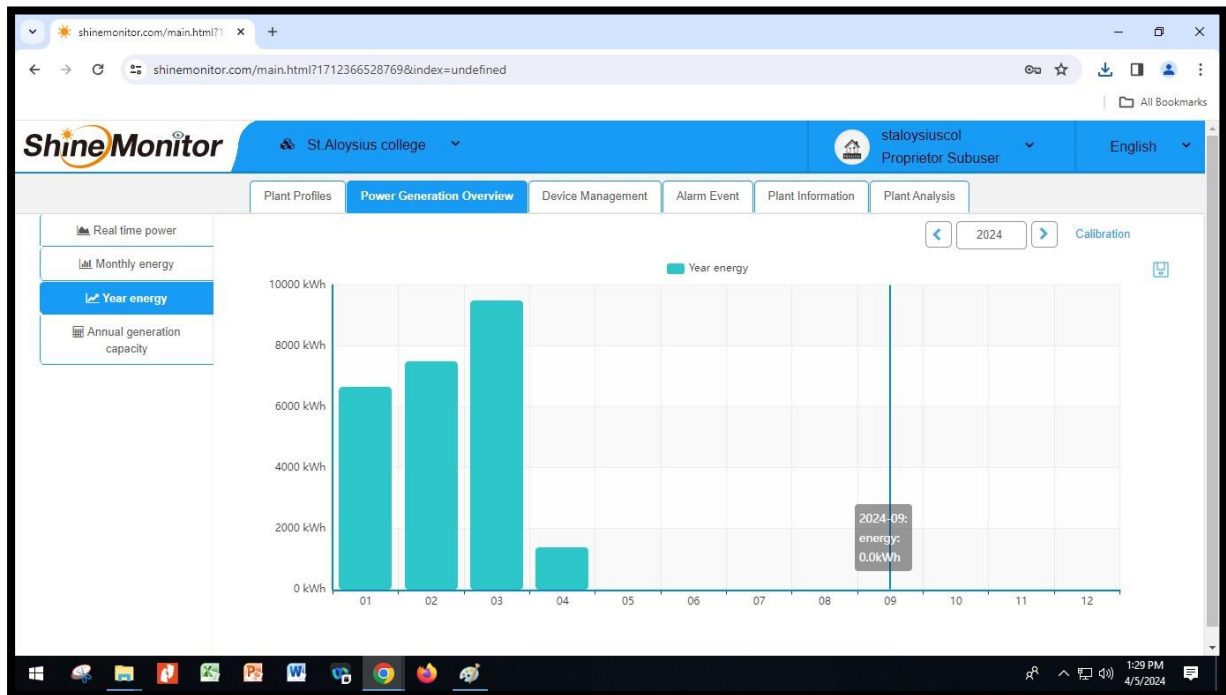 shinemonitor.com/main.html?1
shinemonitor.com/main.html?1712366528769&index=undefined
All Bookmarks
ShineMonitor
St.Aloysius college
staloysiuscol
Proprietor Subuser
English
Plant Profiles
Power Generation Overview
Device Management
Alarm Event
Plant Information
Plant Analysis
Real time power
Monthly energy
Year energy
Annual generation
capacity
2024
Calibration
Year energy
10000 kWh
8000 kWh
6000 kWh
4000 kWh
2000 kWh
0 kWh
2024-09:
energy:
0.0kWh
01 02 03 04 05 06 07 08 09 10 11 12
1:29 PM
4/5/2024